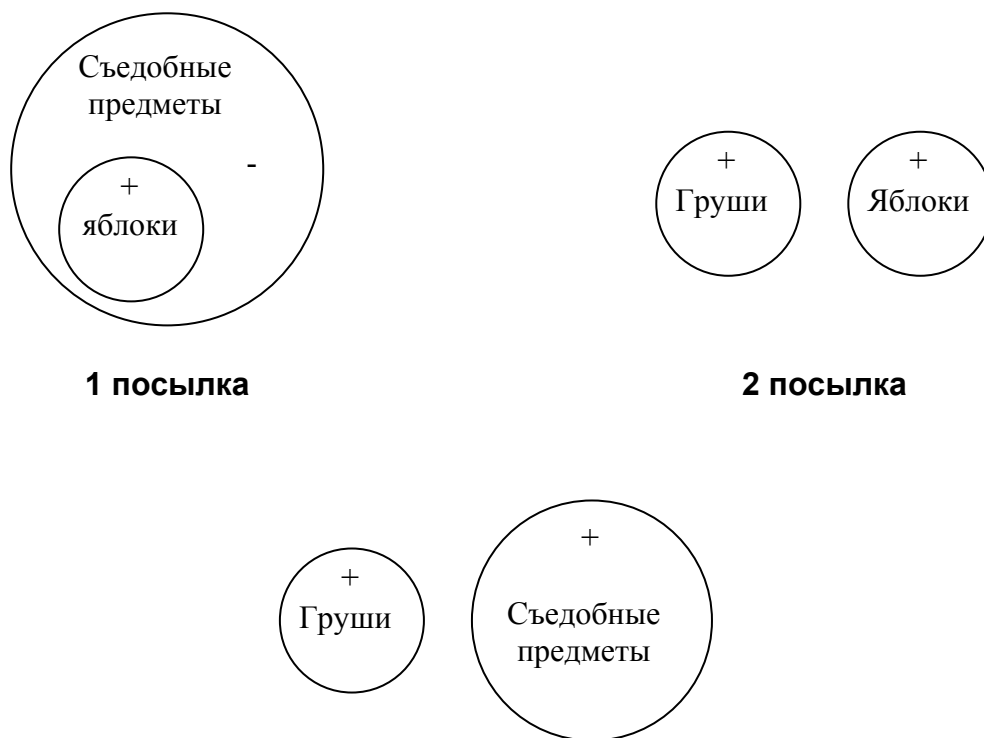 Съедобные
предметы
-
+
яблоки
+
Груши
+
Яблоки
1 посылка
2 посылка
+
Груши
+
Съедобные
предметы